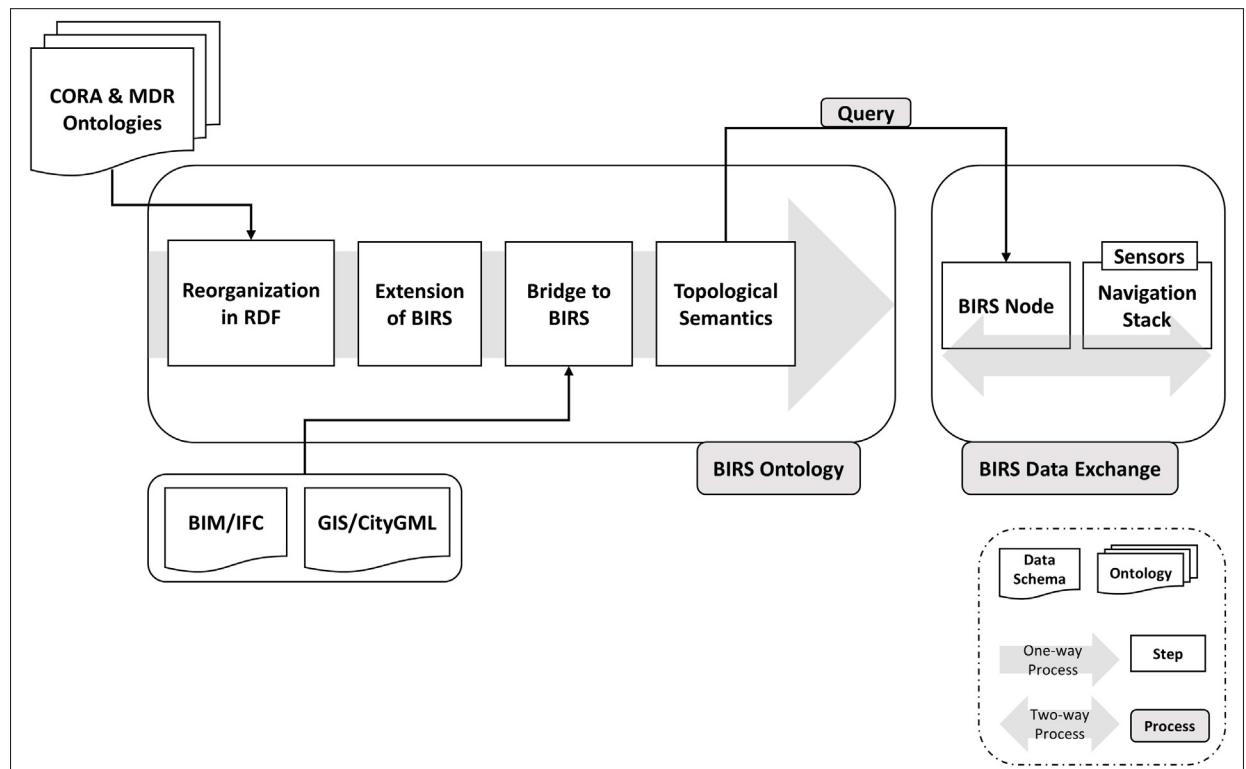 CORA & MDR
Ontologies
Query
Reorganization
in RDF
Extension
of BIRS
Bridge to
BIRS
Topological
Semantics
BIRS Node
Sensors
Navigation
Stack
BIRS Ontology
BIRS Data Exchange
BIM/IFC
GIS/CityGML
Data
Schema
Ontology
One-way
Process
Step
Two-way
Process
Process